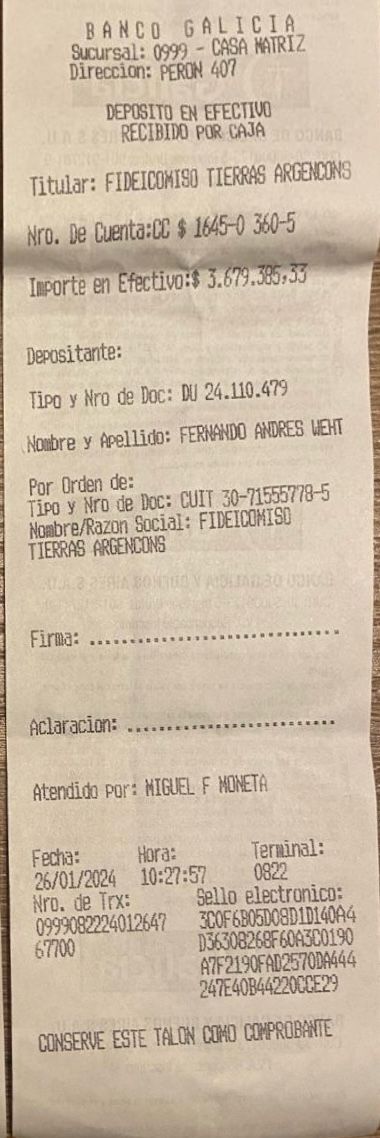 BANCO GALICIA
Sucursal: 0999 - CASA MATRIZ
Direccion: PERON 407
DEPOSITO EN EFECTIVO
RECIBIDO POR CAJA
Titular: FIDEICOMISO TIERRAS ARGENCONS
Nro. De Cuenta:CC $ 1645-0 360-5
Importe en Efectivo:$ 3.679.385,33
Depositante:
Tipo y Nro de Doc: DU 24.110.479
Nombre y Apellido: FERNANDO ANDRES WEHT
Por Orden de:
Tipo y Nro de Doc: CUIT 30-71555778-5
Nombre/Razon Social: FIDEICOMISO
TIERRAS ARGENCONS
Firma: ..............................
Aclaracion: .........................
Atendido por: MIGUEL F MONETA
Fecha: Hora: Terminal:
26/01/2024 10:27:57 0822
Nro. de Trx: Sello electronico:
0999082224012647 3C0F6B05D08D1D140A4
67700 D36308268F60A3C0190
A7F2190FAD2570DA444
247E40B44220CCE29
CONSERVE ESTE TALON COMO COMPROBANTE